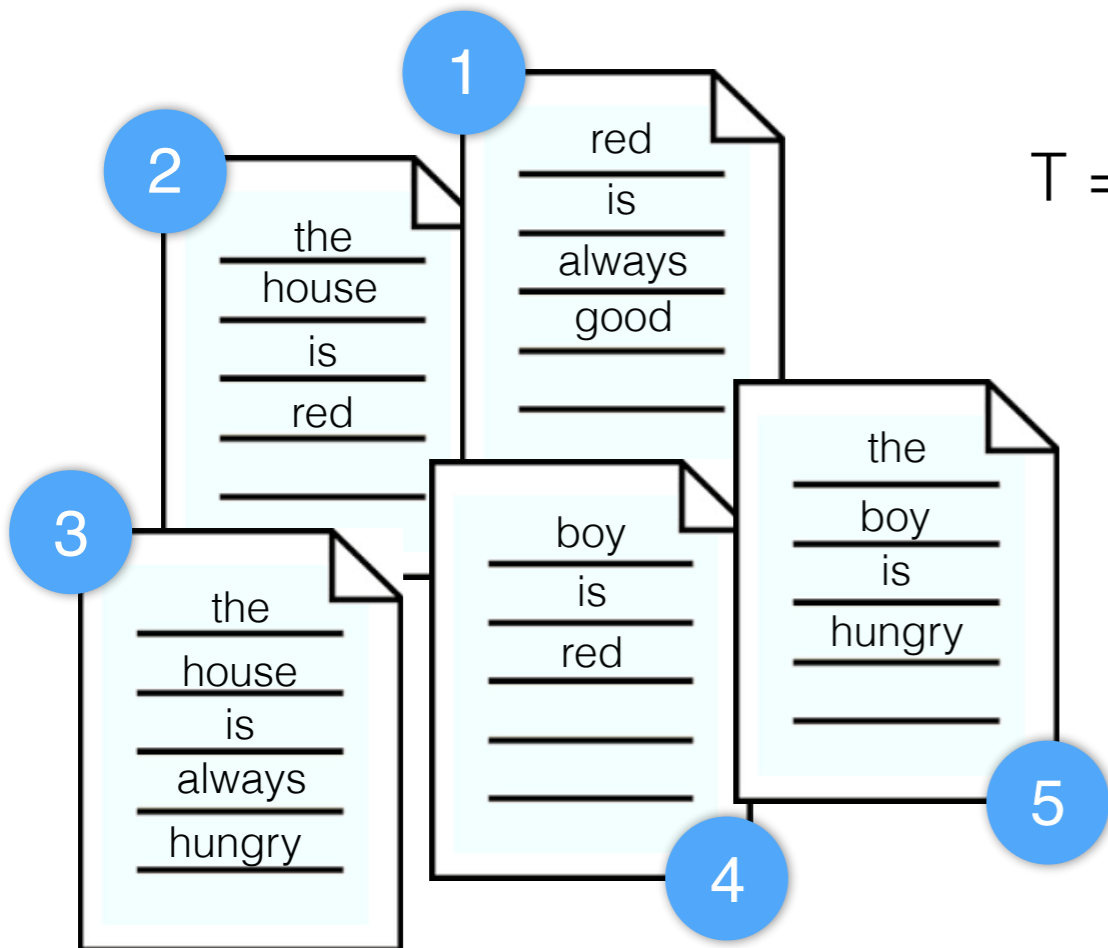 1
red
is
always
good
2
the
house
is
red
3
the
house
is
always
hungry
4
boy
is
red
5
the
boy
is
hungry
T =